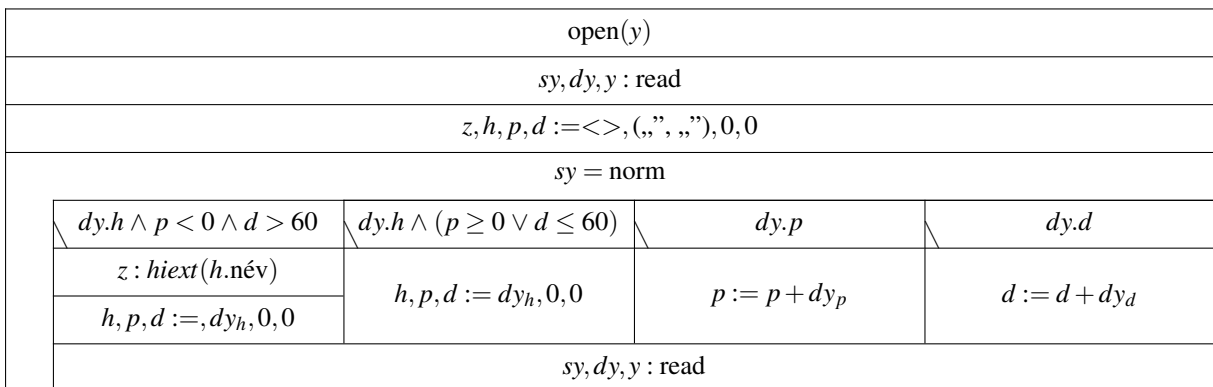 open(y)
sy, dy, y : read
z, h, p, d := <>, („”, „”), 0, 0
sy = norm
dy.h ∧ p < 0 ∧ d > 60
dy.h ∧ (p ≥ 0 ∨ d ≤ 60)
dy.p
dy.d
z : hiext(h.név)
h, p, d :=, dy_h, 0, 0
h, p, d := dy_h, 0, 0
p := p + dy_p
d := d + dy_d
sy, dy, y : read